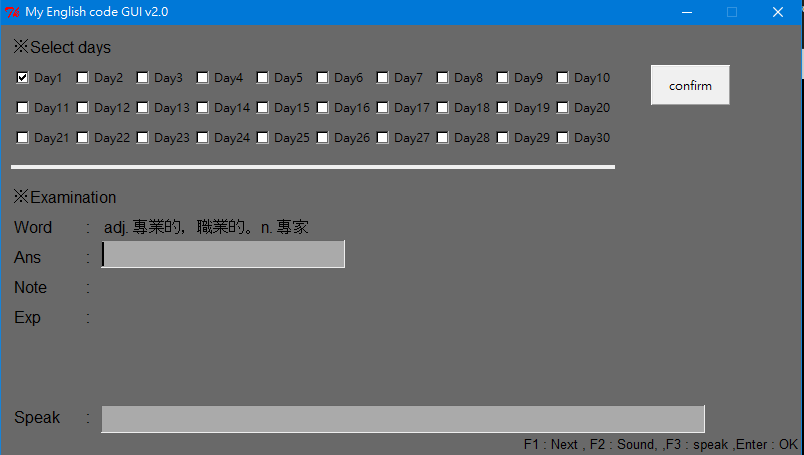 My English code GUI v2.0
※Select days
Day1 Day2 Day3 Day4 Day5 Day6 Day7 Day8 Day9 Day10
confirm
Day11 Day12 Day13 Day14 Day15 Day16 Day17 Day18 Day19 Day20
Day21 Day22 Day23 Day24 Day25 Day26 Day27 Day28 Day29 Day30
※Examination
Word : adj. 專業的，職業的。n. 專家
Ans :
Note :
Exp :
Speak :
F1 : Next , F2 : Sound, ,F3 : speak ,Enter : OK